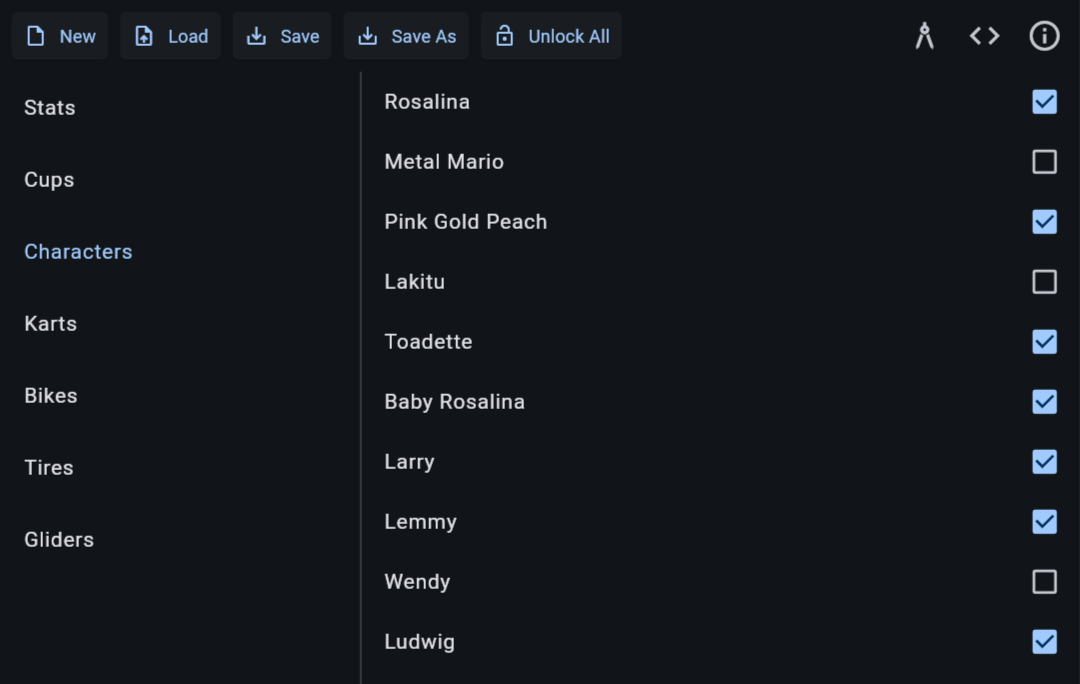 New Load Save Save As Unlock All
Stats
Cups
Characters
Karts
Bikes
Tires
Gliders
Rosalina
Metal Mario
Pink Gold Peach
Lakitu
Toadette
Baby Rosalina
Larry
Lemmy
Wendy
Ludwig